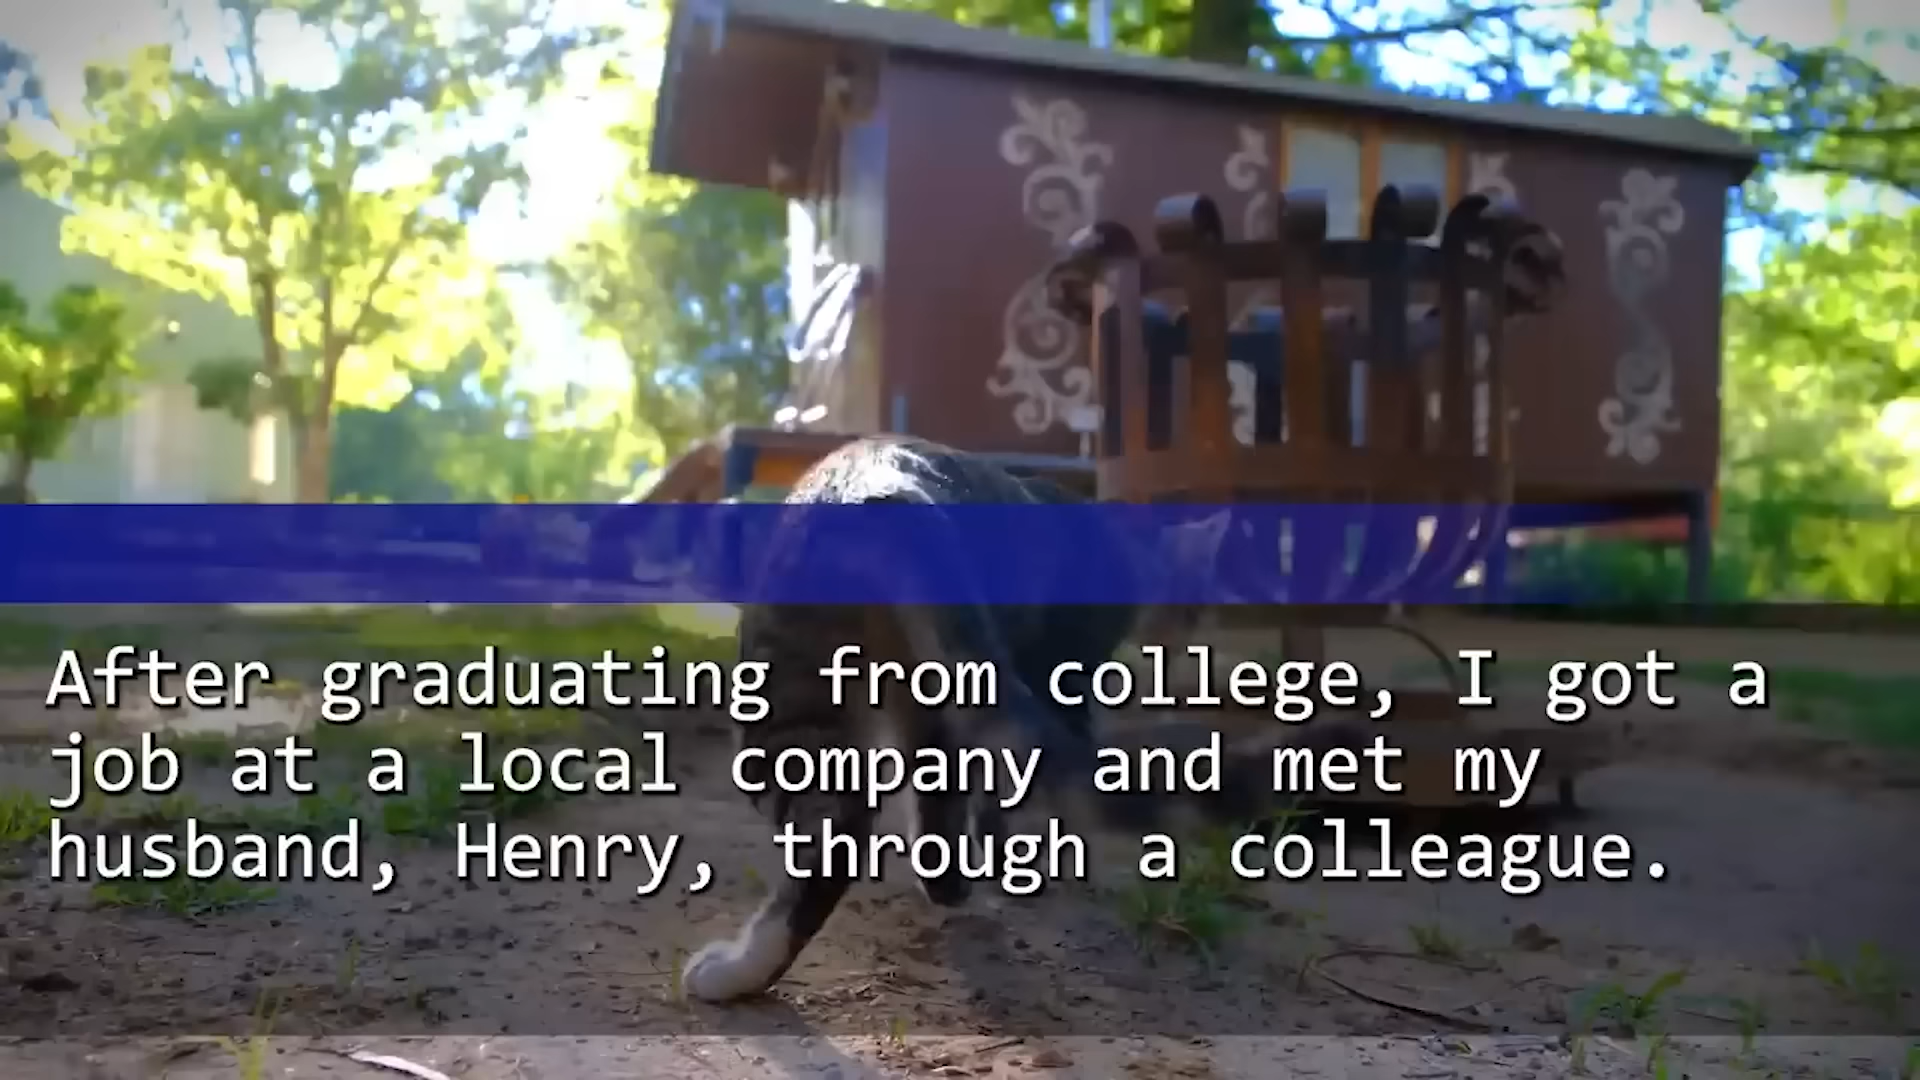 After graduating from college, I got a
job at a local company and met my
husband, Henry, through a colleague.